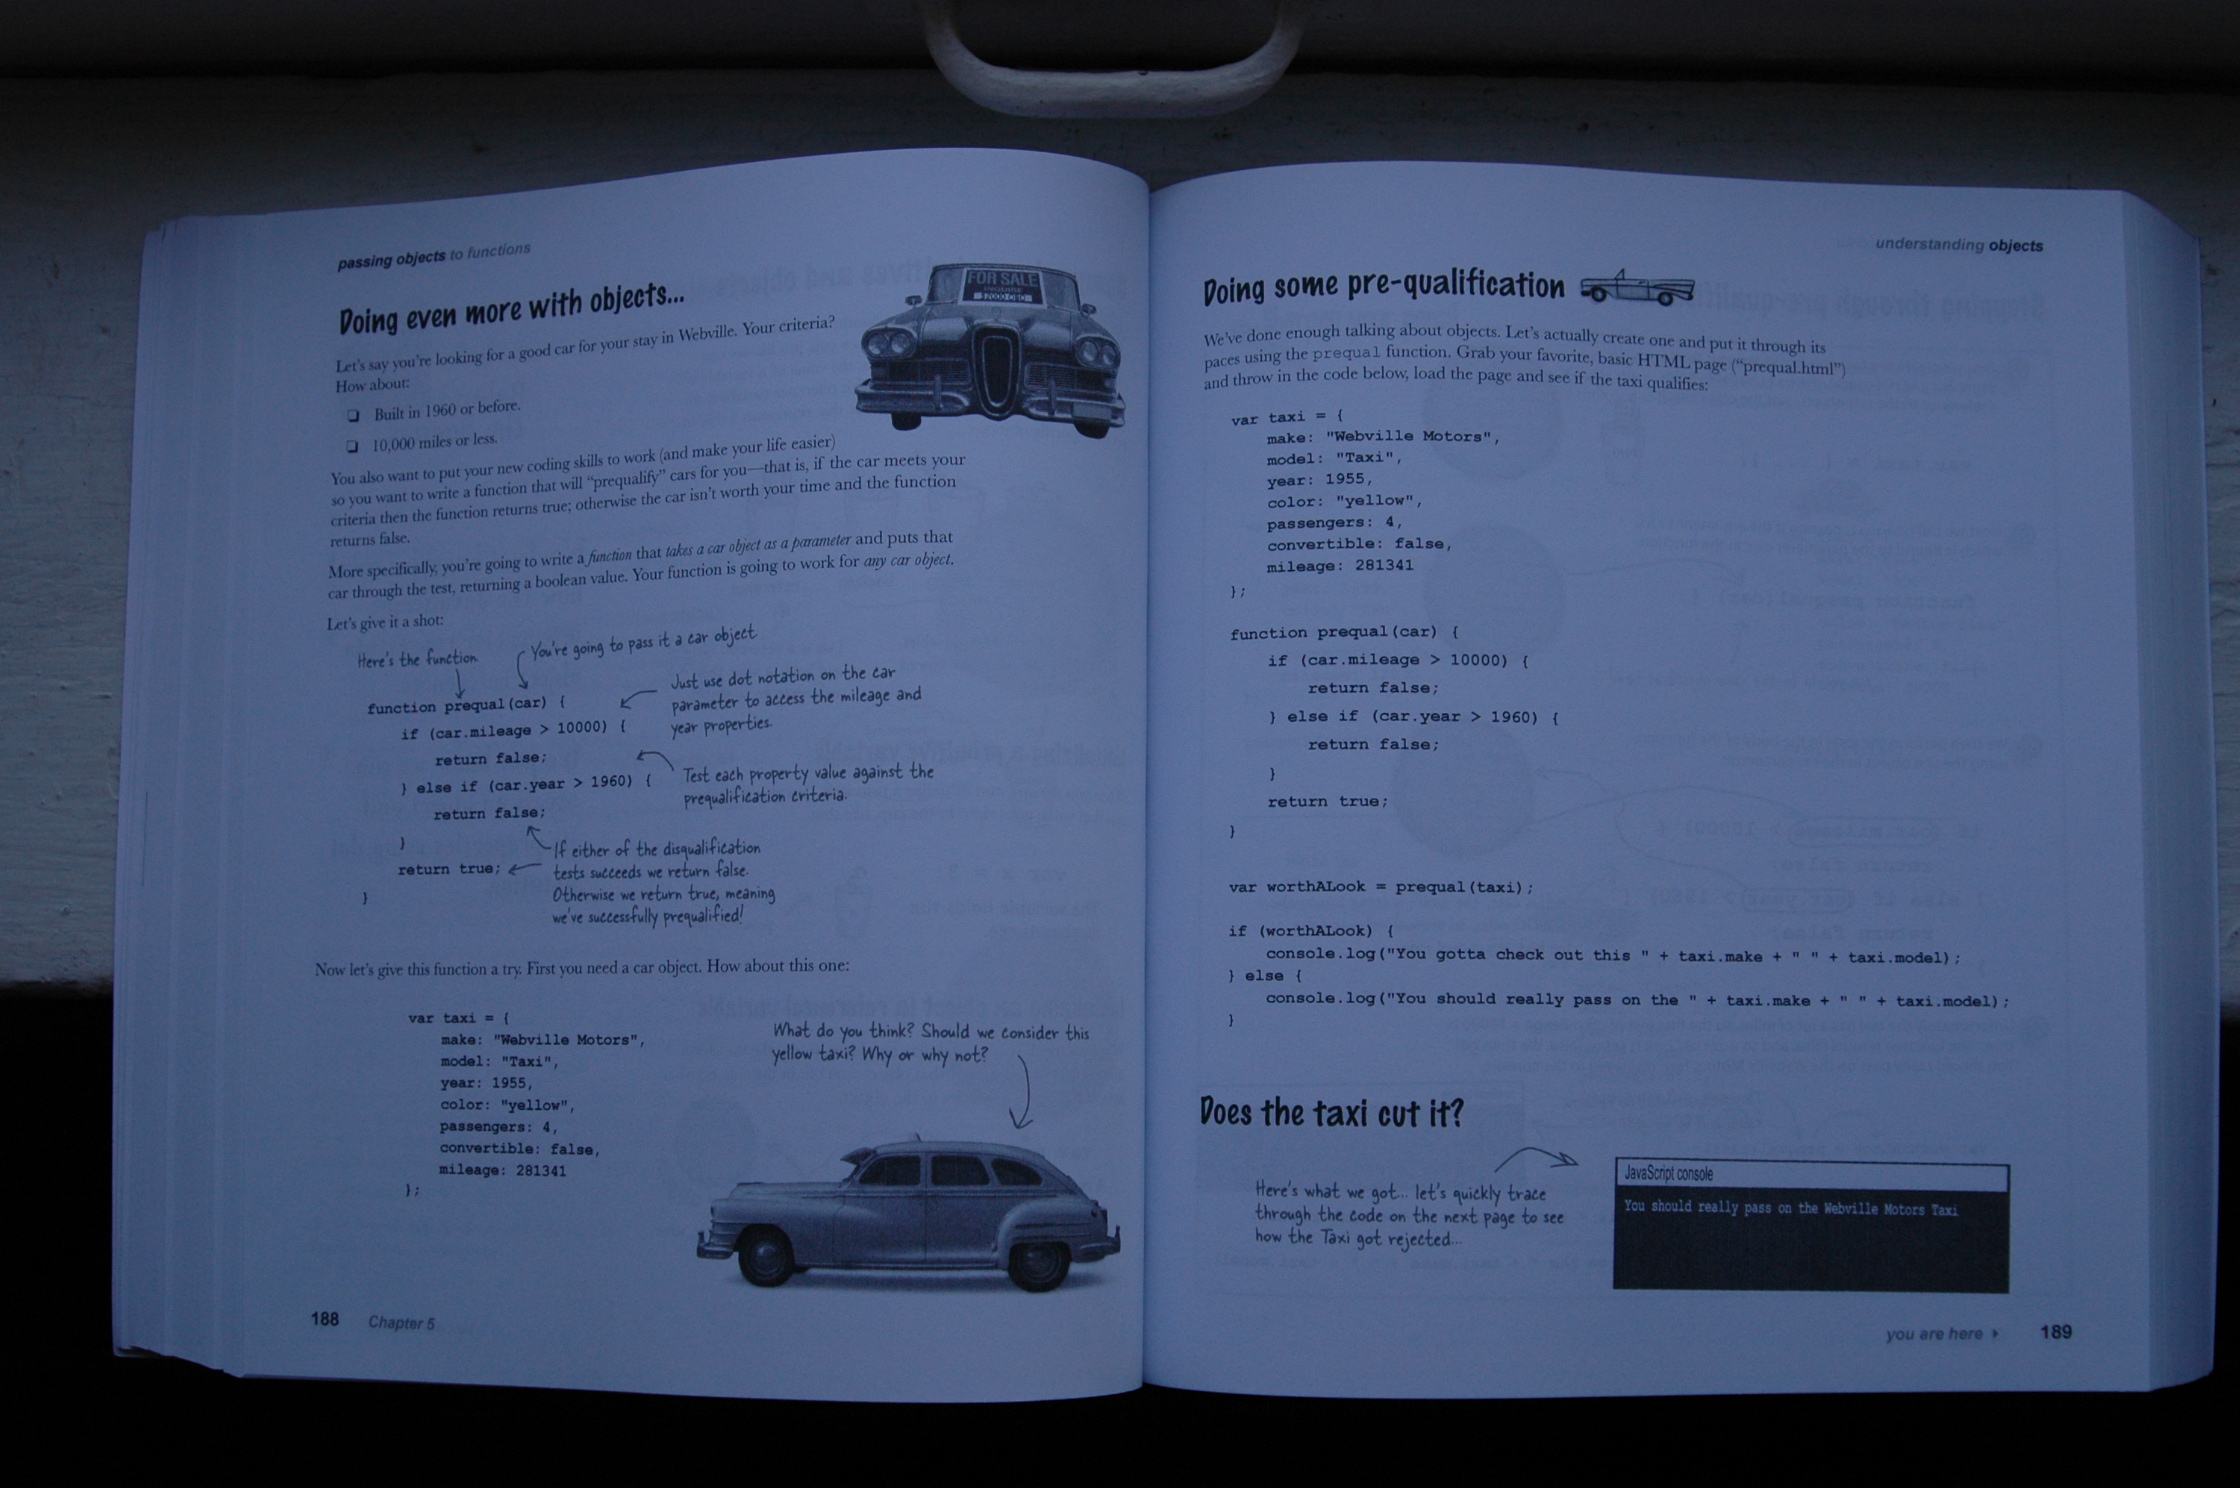 passing objects to functions
Doing even more with objects...
FOR SALE
INQUIRE
Let's say you're looking for a good car for your stay in Webville. Your criteria?
How about:
❏ Built in 1960 or before.
❏ 10,000 miles or less.
You also want to put your new coding skills to work (and make your life easier)
so you want to write a function that will “prequalify” cars for you—that is, if the car meets your
criteria then the function returns true; otherwise the car isn't worth your time and the function
returns false.
More specifically, you're going to write a function that takes a car object as a parameter and puts that
car through the test, returning a boolean value. Your function is going to work for any car object.
Let's give it a shot:
Here's the function.
You're going to pass it a car object.
Just use dot notation on the car
parameter to access the mileage and
year properties.
function prequal(car) {
if (car.mileage > 10000) {
return false;
} else if (car.year > 1960) {
return false;
}
return true;
}
Test each property value against the
prequalification criteria.
If either of the disqualification
tests succeeds we return false.
Otherwise we return true, meaning
we've successfully prequalified!
Now let's give this function a try. First you need a car object. How about this one:
var taxi = {
make: "Webville Motors",
model: "Taxi",
year: 1955,
color: "yellow",
passengers: 4,
convertible: false,
mileage: 281341
};
What do you think? Should we consider this
yellow taxi? Why or why not?
188 Chapter 5
understanding objects
Doing some pre-qualification
We've done enough talking about objects. Let's actually create one and put it through its
paces using the prequal function. Grab your favorite, basic HTML page (“prequal.html”)
and throw in the code below, load the page and see if the taxi qualifies:
var taxi = {
make: "Webville Motors",
model: "Taxi",
year: 1955,
color: "yellow",
passengers: 4,
convertible: false,
mileage: 281341
};
function prequal(car) {
if (car.mileage > 10000) {
return false;
} else if (car.year > 1960) {
return false;
}
return true;
}
var worthALook = prequal(taxi);
if (worthALook) {
console.log("You gotta check out this " + taxi.make + " " + taxi.model);
} else {
console.log("You should really pass on the " + taxi.make + " " + taxi.model);
}
Does the taxi cut it?
Here's what we got... let's quickly trace
through the code on the next page to see
how the Taxi got rejected...
JavaScript console
You should really pass on the Webville Motors Taxi
you are here ▸ 189